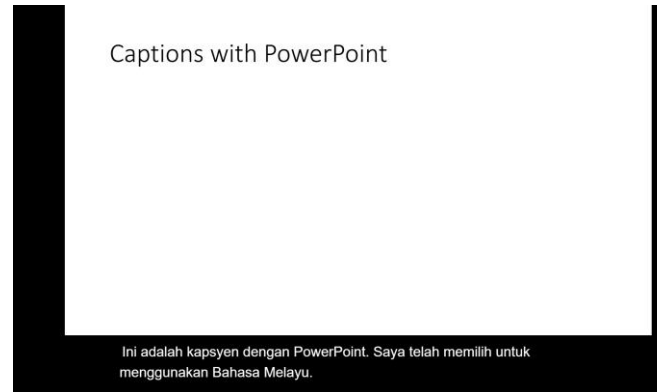 Captions with PowerPoint
Ini adalah kapsyen dengan PowerPoint. Saya telah memilih untuk
menggunakan Bahasa Melayu.